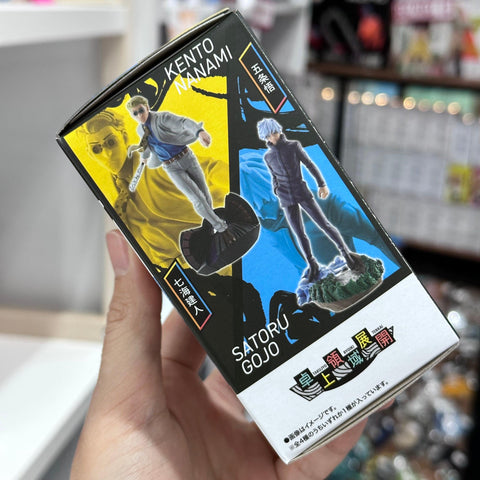 KENTO
NANAMI
五条悟
七海建人
SATORU
GOJO
卓上領域展開
●画像はイメージです。
※全4種のうちいずれか1種が入っています。